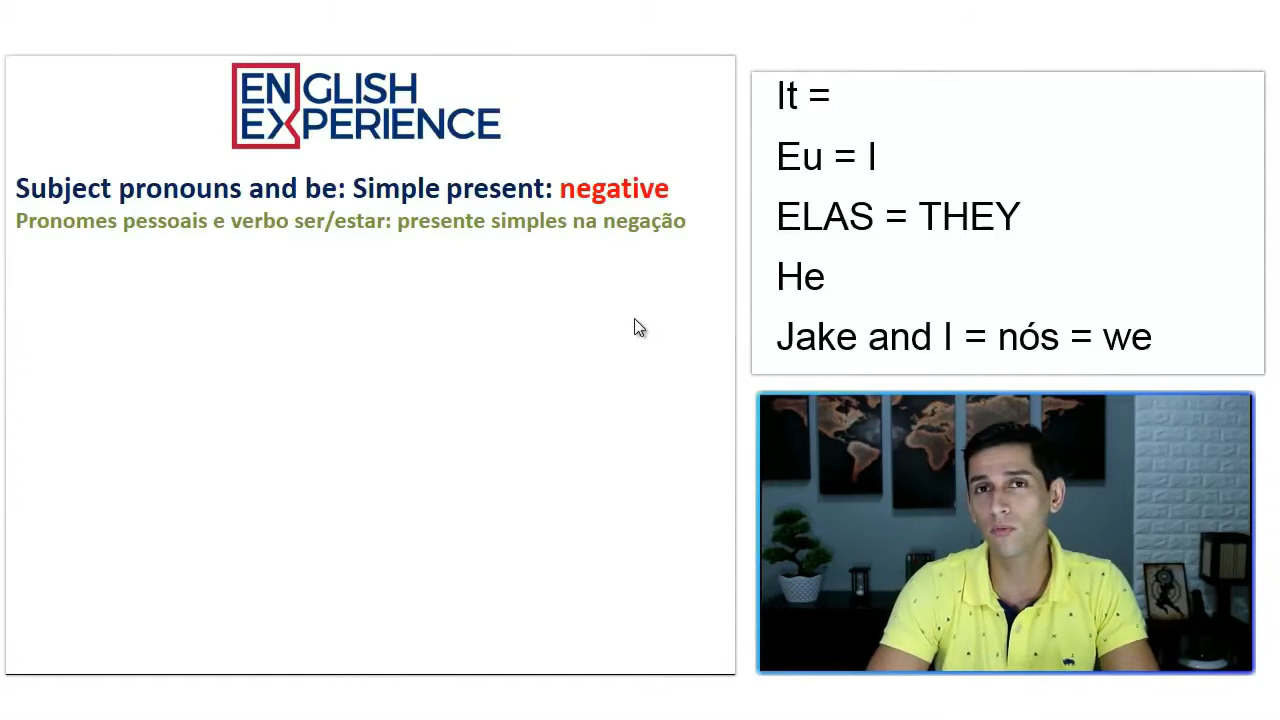 ENGLISH
EXPERIENCE
Subject pronouns and be: Simple present: negative
Pronomes pessoais e verbo ser/estar: presente simples na negação
It =
Eu = I
ELAS = THEY
He
Jake and I = nós = we